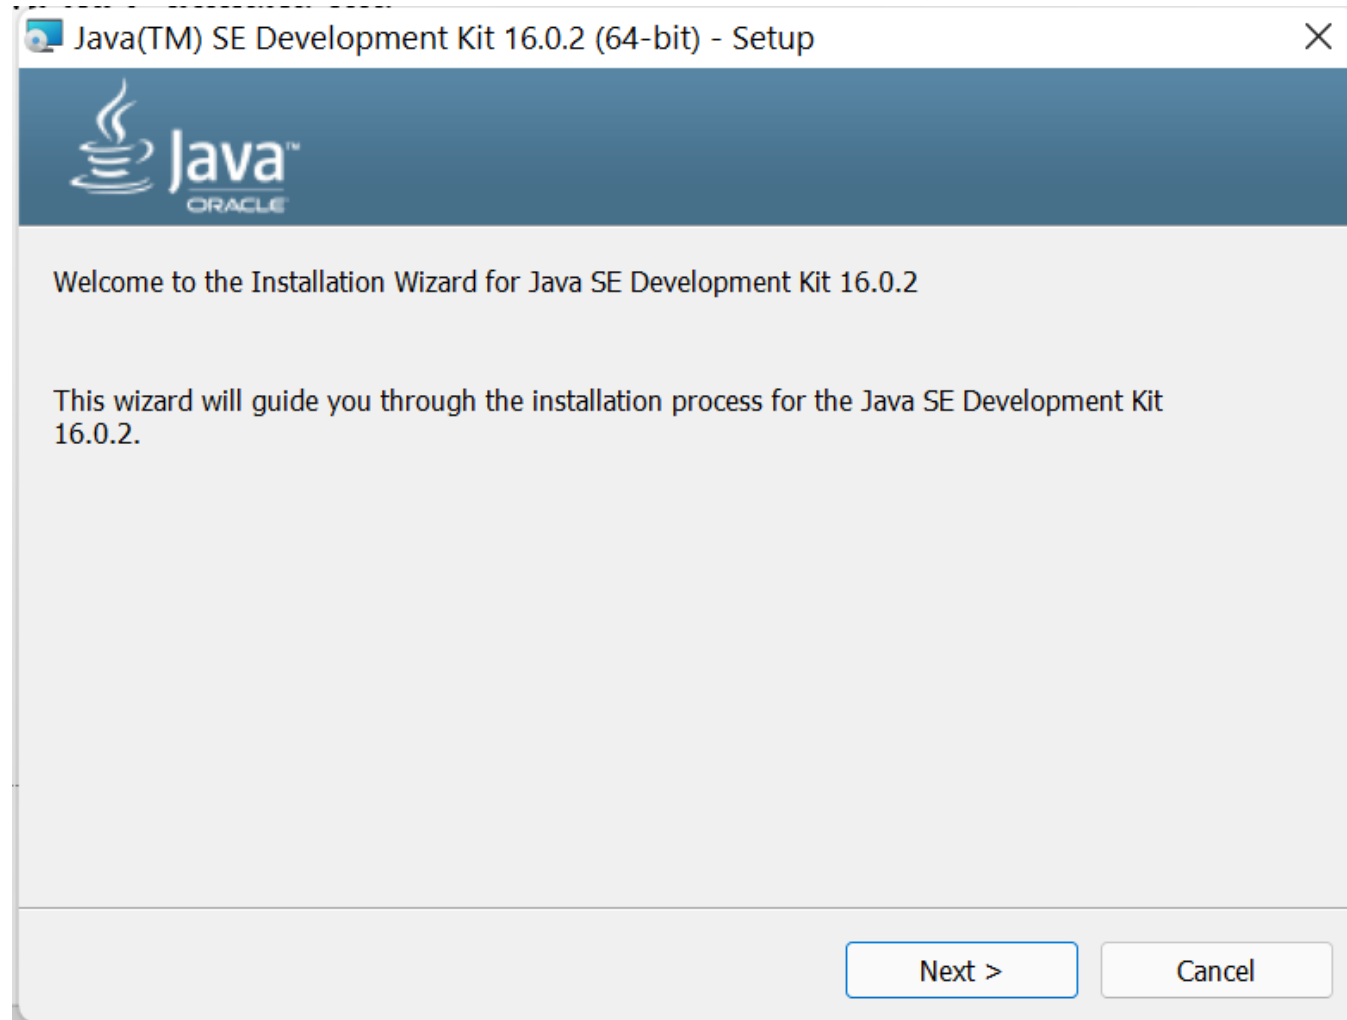 Java(TM) SE Development Kit 16.0.2 (64-bit) - Setup
Java™
ORACLE
Welcome to the Installation Wizard for Java SE Development Kit 16.0.2
This wizard will guide you through the installation process for the Java SE Development Kit
16.0.2.
Next >
Cancel